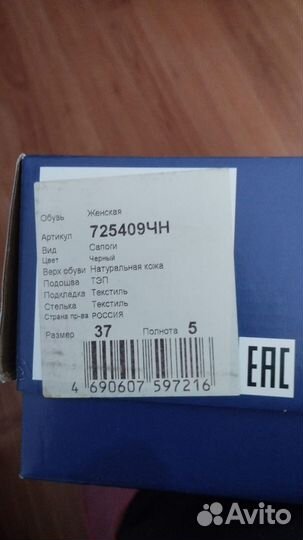 Обувь Женская
Артикул 725409ЧН
Вид Сапоги
Цвет Черный
Верх обуви Натуральная кожа
Подошва ТЭП
Подкладка Текстиль
Стелька Текстиль
Страна пр-ва РОССИЯ
Размер 37 Полнота 5
4 690607 597216
EAC
Avito